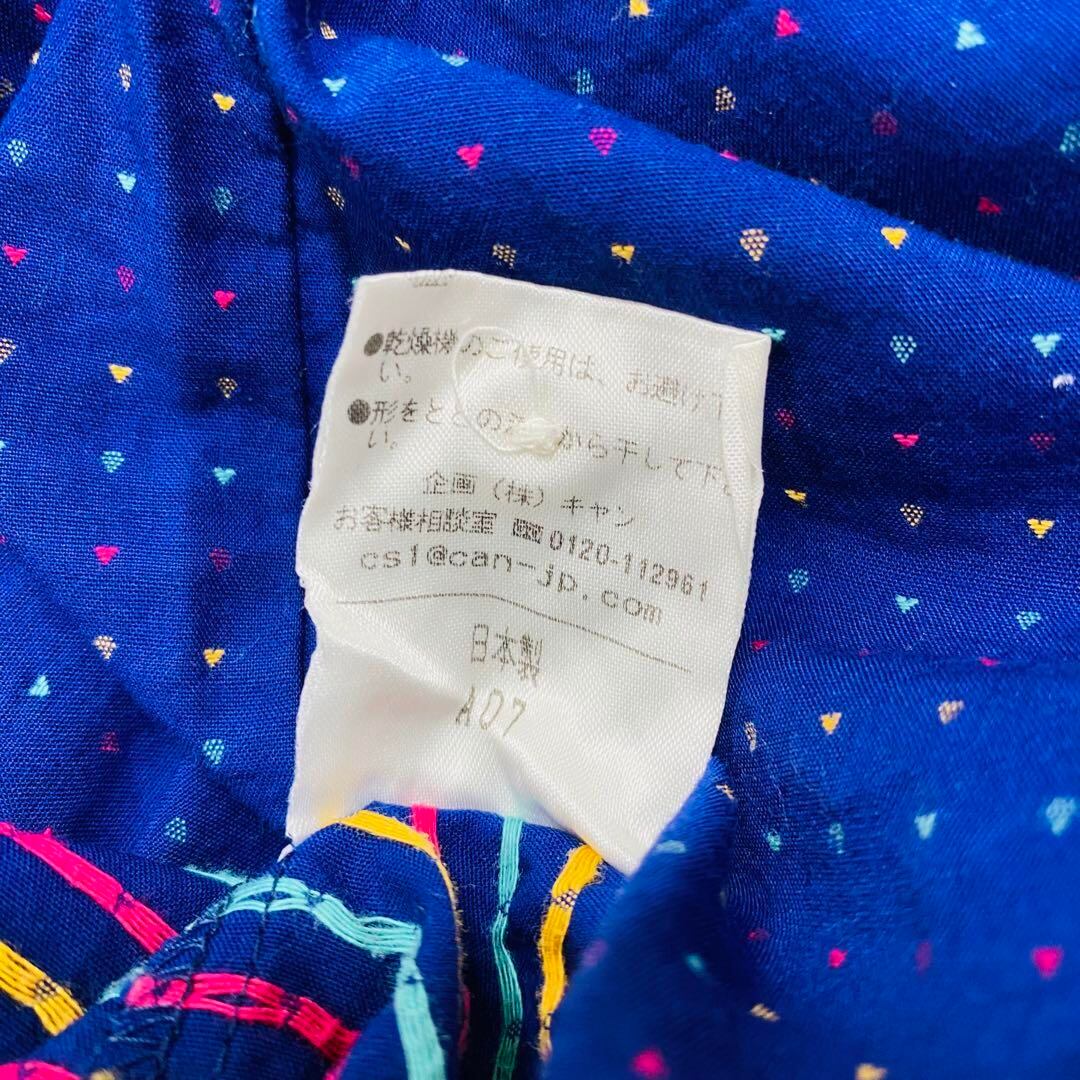 ●乾燥機のご使用は、お避け下
い。
●形をととの え から干して下さ
い。
企画（株）キャン
お客様相談室 0120-112961
cs1@can-jp.com
日本製
A07